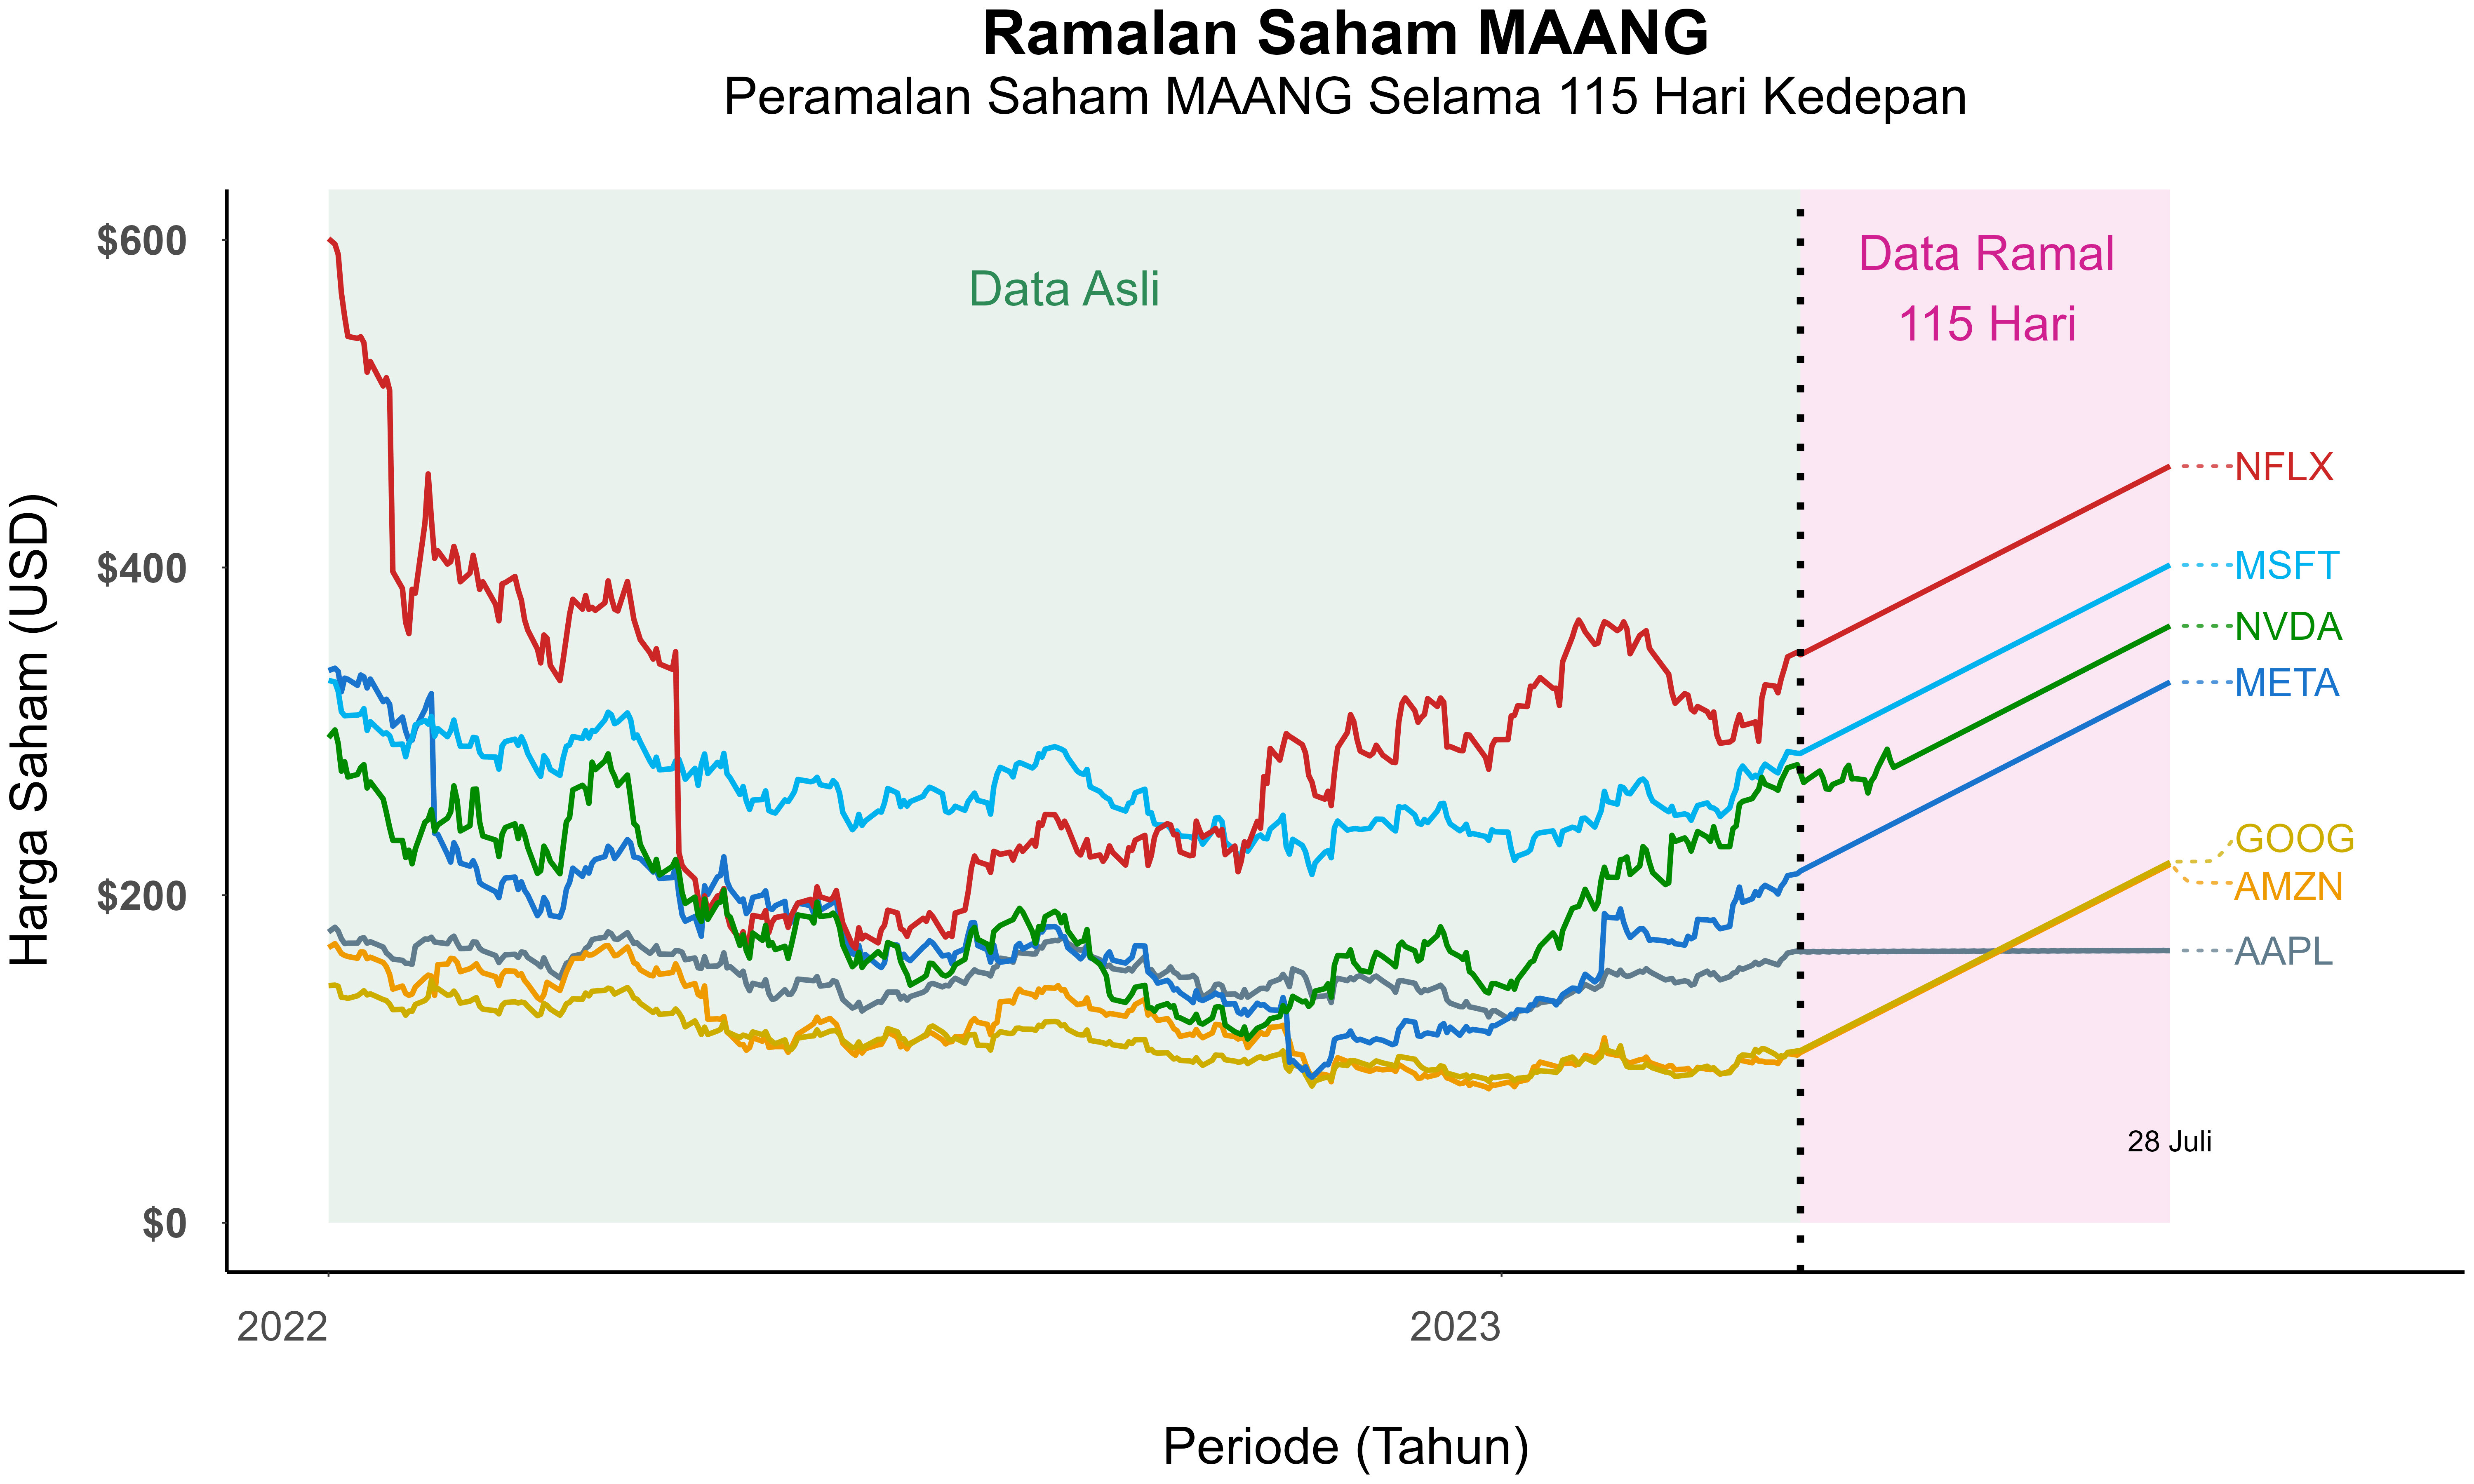 Ramalan Saham MAANG
Peramalan Saham MAANG Selama 115 Hari Kedepan
Harga Saham (USD)
$600
$400
$200
$0
Data Asli
Data Ramal
115 Hari
NFLX
MSFT
NVDA
META
GOOG
AMZN
AAPL
28 Juli
2022
2023
Periode (Tahun)